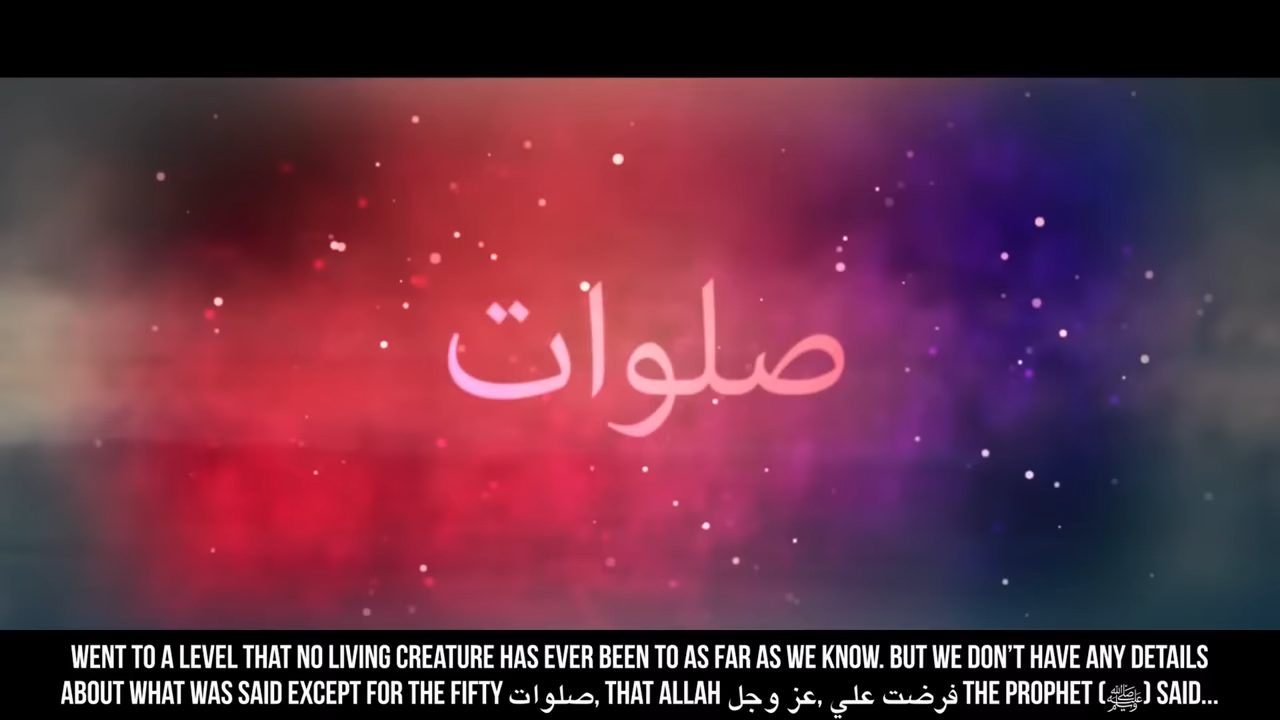 صلوات
WENT TO A LEVEL THAT NO LIVING CREATURE HAS EVER BEEN TO AS FAR AS WE KNOW. BUT WE DON’T HAVE ANY DETAILS
ABOUT WHAT WAS SAID EXCEPT FOR THE FIFTY صلوات, THAT ALLAH عز وجل, فرضت علي THE PROPHET (ﷺ) SAID...